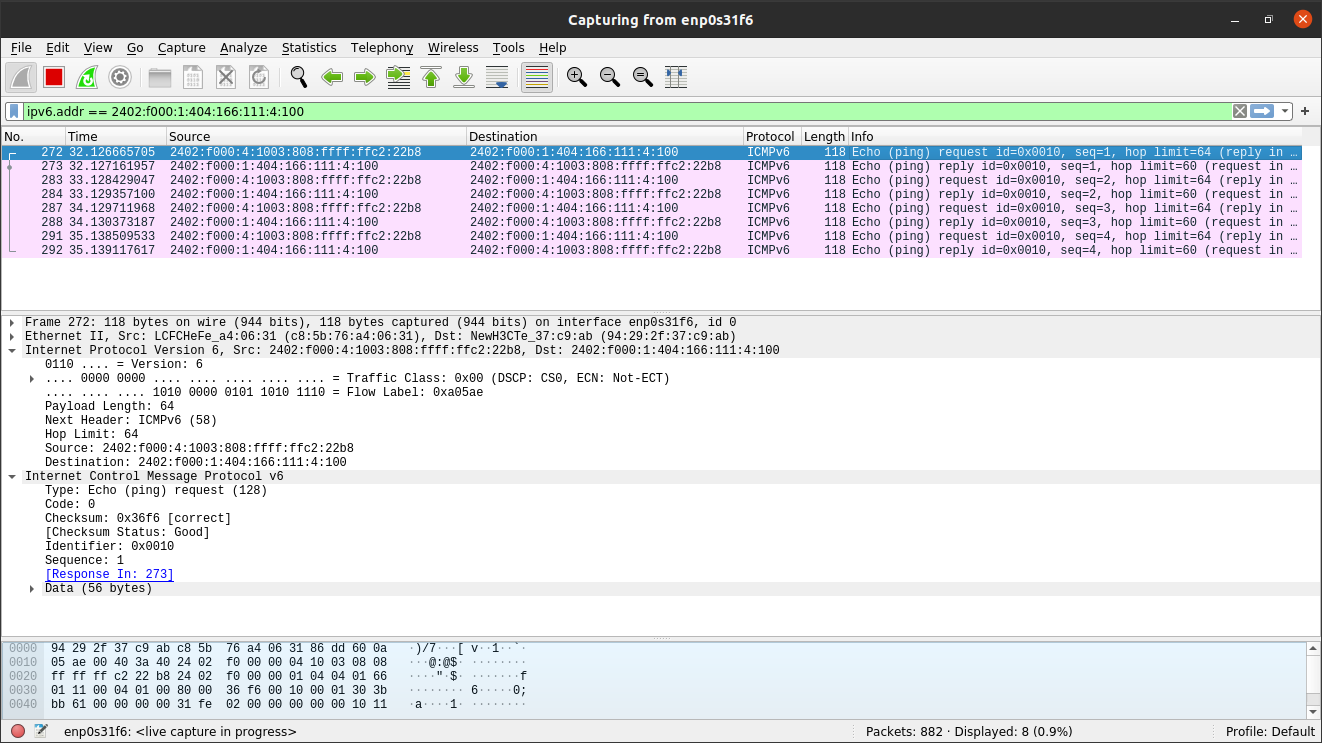 Capturing from enp0s31f6
File Edit View Go Capture Analyze Statistics Telephony Wireless Tools Help
ipv6.addr == 2402:f000:1:404:166:111:4:100
No. Time Source Destination Protocol Length Info
272 32.126665705 2402:f000:4:1003:808:ffff:ffc2:22b8 2402:f000:1:404:166:111:4:100 ICMPv6 118 Echo (ping) request id=0x0010, seq=1, hop limit=64 (reply in …
273 32.127161957 2402:f000:1:404:166:111:4:100 2402:f000:4:1003:808:ffff:ffc2:22b8 ICMPv6 118 Echo (ping) reply id=0x0010, seq=1, hop limit=60 (request in …
283 33.128429047 2402:f000:4:1003:808:ffff:ffc2:22b8 2402:f000:1:404:166:111:4:100 ICMPv6 118 Echo (ping) request id=0x0010, seq=2, hop limit=64 (reply in …
284 33.129357100 2402:f000:1:404:166:111:4:100 2402:f000:4:1003:808:ffff:ffc2:22b8 ICMPv6 118 Echo (ping) reply id=0x0010, seq=2, hop limit=60 (request in …
287 34.129711968 2402:f000:4:1003:808:ffff:ffc2:22b8 2402:f000:1:404:166:111:4:100 ICMPv6 118 Echo (ping) request id=0x0010, seq=3, hop limit=64 (reply in …
288 34.130373187 2402:f000:1:404:166:111:4:100 2402:f000:4:1003:808:ffff:ffc2:22b8 ICMPv6 118 Echo (ping) reply id=0x0010, seq=3, hop limit=60 (request in …
291 35.138509533 2402:f000:4:1003:808:ffff:ffc2:22b8 2402:f000:1:404:166:111:4:100 ICMPv6 118 Echo (ping) request id=0x0010, seq=4, hop limit=64 (reply in …
292 35.139117617 2402:f000:1:404:166:111:4:100 2402:f000:4:1003:808:ffff:ffc2:22b8 ICMPv6 118 Echo (ping) reply id=0x0010, seq=4, hop limit=60 (request in …
Frame 272: 118 bytes on wire (944 bits), 118 bytes captured (944 bits) on interface enp0s31f6, id 0
Ethernet II, Src: LCFCHeFe_a4:06:31 (c8:5b:76:a4:06:31), Dst: NewH3CTe_37:c9:ab (94:29:2f:37:c9:ab)
Internet Protocol Version 6, Src: 2402:f000:4:1003:808:ffff:ffc2:22b8, Dst: 2402:f000:1:404:166:111:4:100
0110 .... = Version: 6
.... 0000 0000 .... .... .... .... .... = Traffic Class: 0x00 (DSCP: CS0, ECN: Not-ECT)
.... .... .... 1010 0000 0101 1010 1110 = Flow Label: 0xa05ae
Payload Length: 64
Next Header: ICMPv6 (58)
Hop Limit: 64
Source: 2402:f000:4:1003:808:ffff:ffc2:22b8
Destination: 2402:f000:1:404:166:111:4:100
Internet Control Message Protocol v6
Type: Echo (ping) request (128)
Code: 0
Checksum: 0x36f6 [correct]
[Checksum Status: Good]
Identifier: 0x0010
Sequence: 1
[Response In: 273]
Data (56 bytes)
0000 94 29 2f 37 c9 ab c8 5b 76 a4 06 31 86 dd 60 0a ·)/7···[ v··1··`·
0010 05 ae 00 40 3a 40 24 02 f0 00 00 04 10 03 08 08 ···@:@$· ········
0020 ff ff ff c2 22 b8 24 02 f0 00 00 01 04 04 01 66 ····"·$· ·······f
0030 01 11 00 04 01 00 80 00 36 f6 00 10 00 01 30 3b ········ 6·····0;
0040 bb 61 00 00 00 00 31 fe 02 00 00 00 00 00 10 11 ·a····1· ········
enp0s31f6: <live capture in progress> Packets: 882 · Displayed: 8 (0.9%) Profile: Default